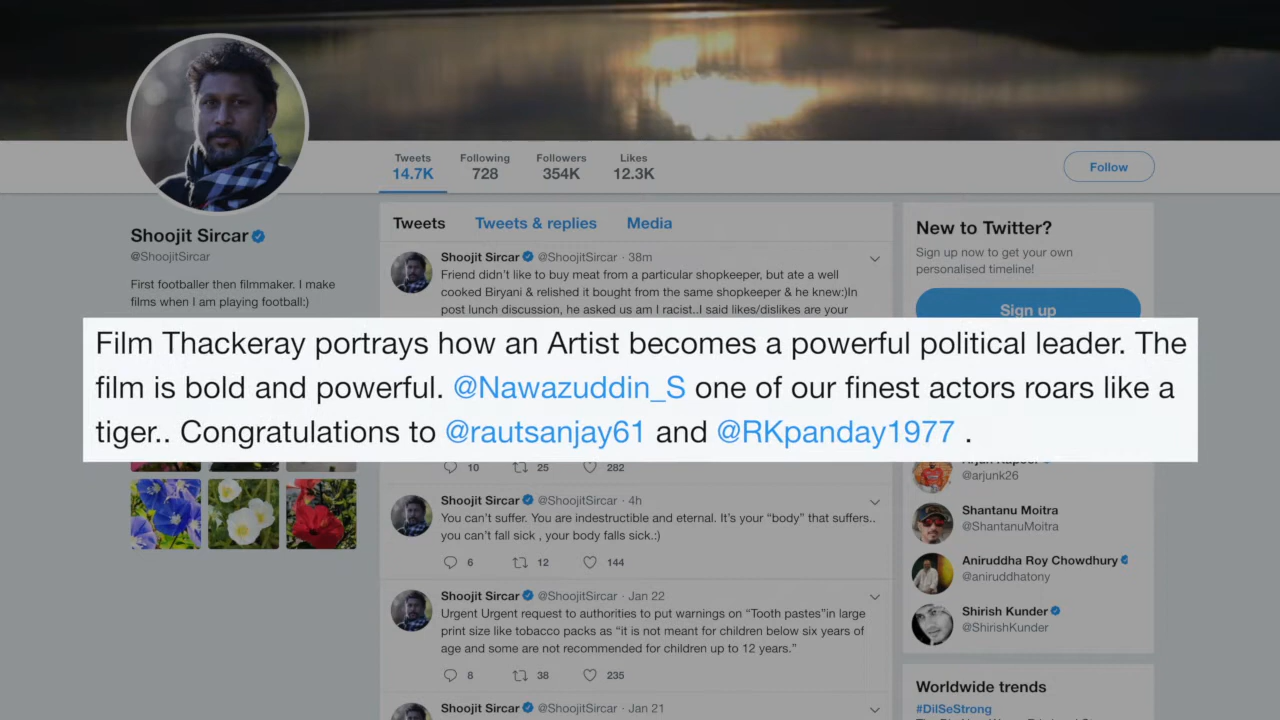 Tweets
14.7K
Following
728
Followers
354K
Likes
12.3K
Follow
Shoojit Sircar
@ShoojitSircar
First footballer then filmmaker. I make
films when I am playing football:)
Tweets
Tweets & replies
Media
Shoojit Sircar @ShoojitSircar · 38m
Friend didn't like to buy meat from a particular shopkeeper, but ate a well
cooked Biryani & relished it bought from the same shopkeeper & he knew:)In
post lunch discussion, he asked us am I racist..I said likes/dislikes are your
New to Twitter?
Sign up now to get your own
personalised timeline!
Sign up
Film Thackeray portrays how an Artist becomes a powerful political leader. The
film is bold and powerful. @Nawazuddin_S one of our finest actors roars like a
tiger.. Congratulations to @rautsanjay61 and @RKpanday1977 .
10 25 282
Shoojit Sircar @ShoojitSircar · 4h
You can't suffer. You are indestructible and eternal. It's your “body” that suffers..
you can't fall sick , your body falls sick.:)
6 12 144
Shoojit Sircar @ShoojitSircar · Jan 22
Urgent Urgent request to authorities to put warnings on “Tooth pastes”in large
print size like tobacco packs as “it is not meant for children below six years of
age and some are not recommended for children up to 12 years.”
8 38 235
Shoojit Sircar @ShoojitSircar · Jan 21
Arjun Kapoor
@arjunk26
Shantanu Moitra
@ShantanuMoitra
Aniruddha Roy Chowdhury
@aniruddhatony
Shirish Kunder
@ShirishKunder
Worldwide trends
#DilSeStrong